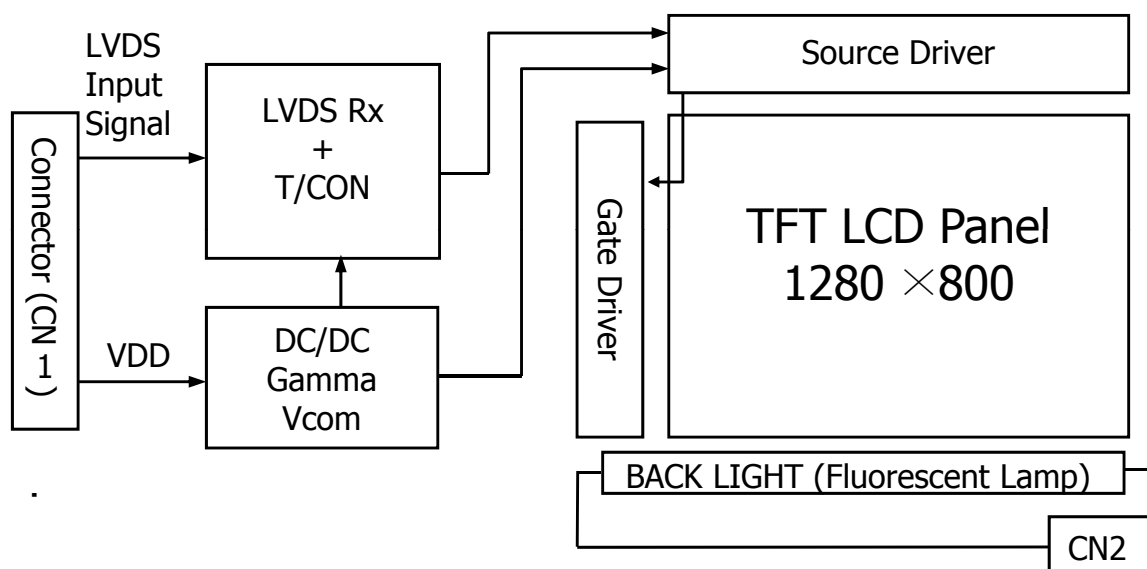 LVDS
Input
Signal
Connector (CN
1)
VDD
LVDS Rx
+
T/CON
DC/DC
Gamma
Vcom
Source Driver
Gate Driver
TFT LCD Panel
1280 ×800
BACK LIGHT (Fluorescent Lamp)
CN2
.